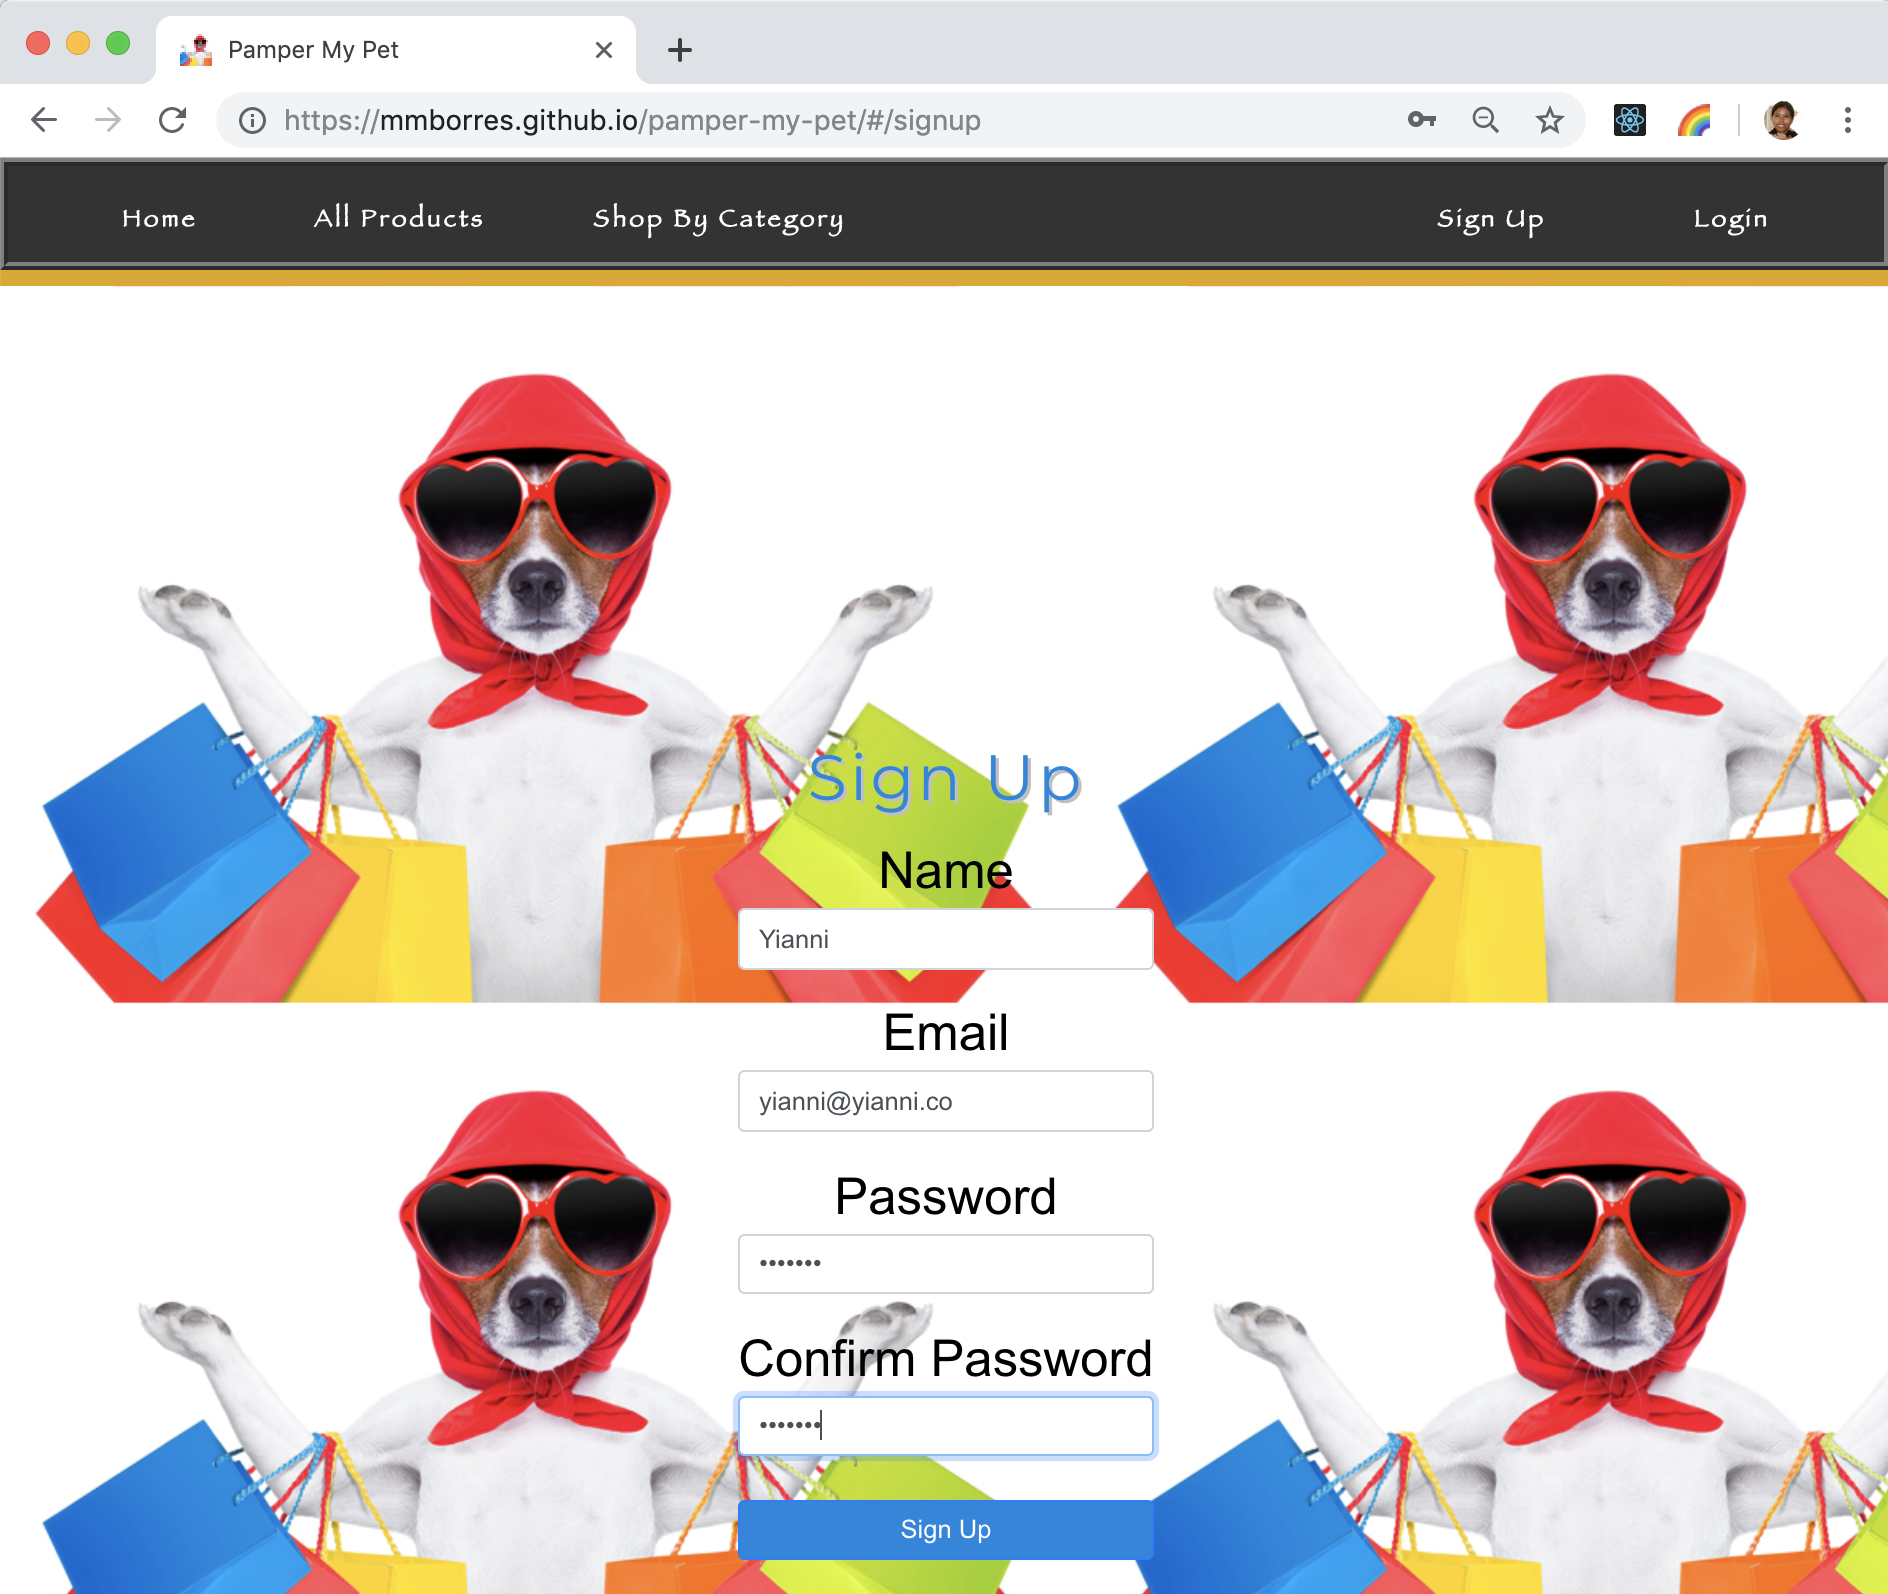 Pamper My Pet
https://mmborres.github.io/pamper-my-pet/#/signup
Home All Products Shop By Category Sign Up Login
Sign Up
Name
Yianni
Email
yianni@yianni.co
Password
•••••••
Confirm Password
•••••••
Sign Up